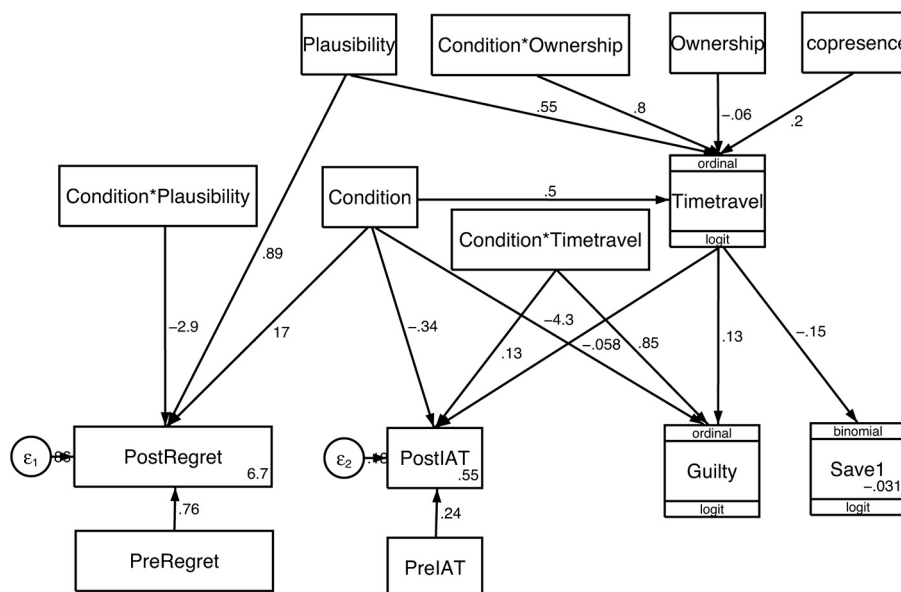 Plausibility
Condition*Ownership
Ownership
copresence
.55
.8
-.06
.2
ordinal
Timetravel
logit
Condition*Plausibility
Condition
.5
Condition*Timetravel
.89
-2.9
17
-.34
-4.3
.13
-.058
.85
.13
-.15
ε1
PostRegret
6.7
ε2
PostIAT
.55
ordinal
Guilty
logit
binomial
Save1
-.031
logit
.76
.24
PreRegret
PreIAT